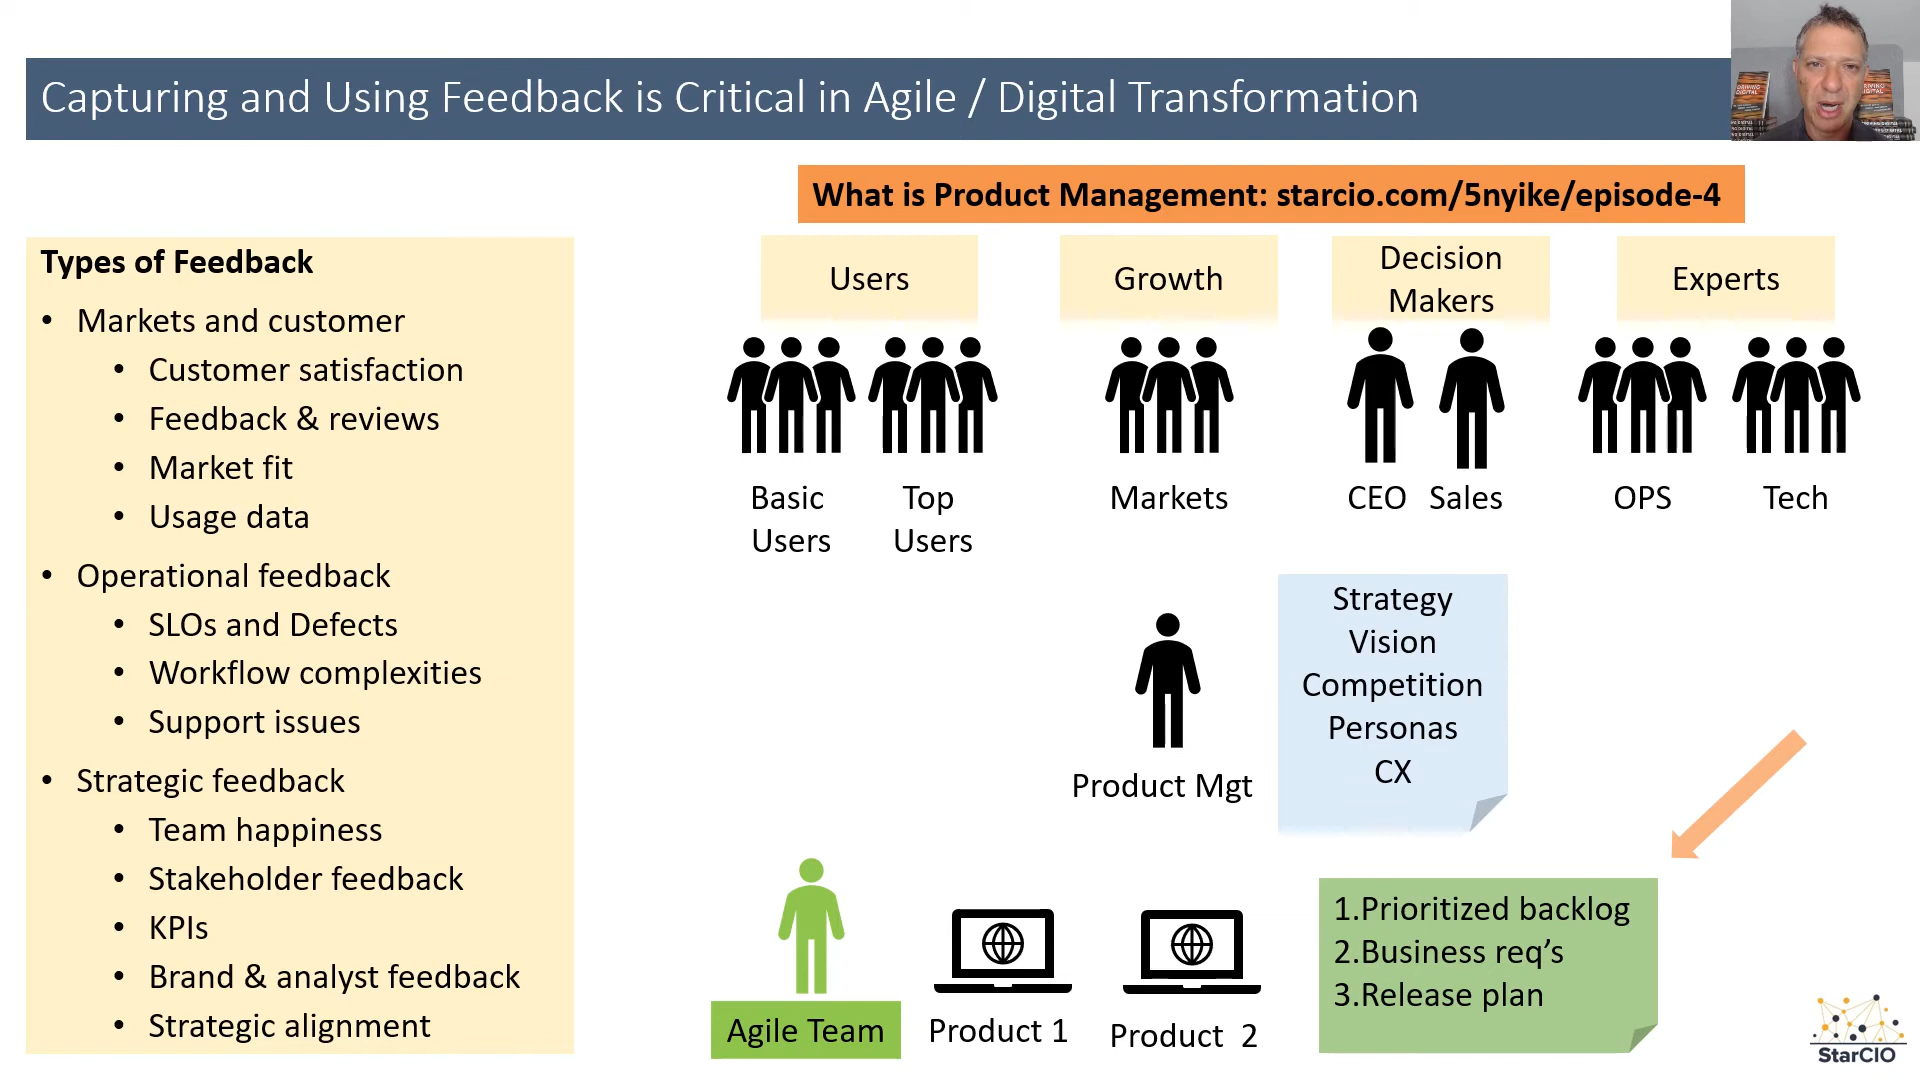 Capturing and Using Feedback is Critical in Agile / Digital Transformation
DRIVING
DIGITAL
What is Product Management: starcio.com/5nyike/episode-4
Types of Feedback
• Markets and customer
• Customer satisfaction
• Feedback & reviews
• Market fit
• Usage data
• Operational feedback
• SLOs and Defects
• Workflow complexities
• Support issues
• Strategic feedback
• Team happiness
• Stakeholder feedback
• KPIs
• Brand & analyst feedback
• Strategic alignment
Users
Growth
Decision
Makers
Experts
Basic
Users
Top
Users
Markets
CEO
Sales
OPS
Tech
Product Mgt
Strategy
Vision
Competition
Personas
CX
Agile Team
Product 1
Product 2
1.Prioritized backlog
2.Business req's
3.Release plan
StarCIO